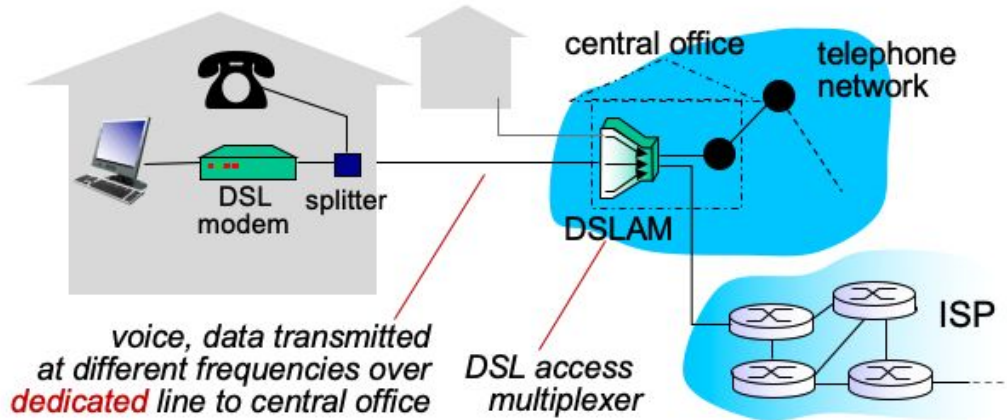 central office
telephone
network
DSL
modem
splitter
DSLAM
ISP
voice, data transmitted
at different frequencies over
dedicated line to central office
DSL access
multiplexer